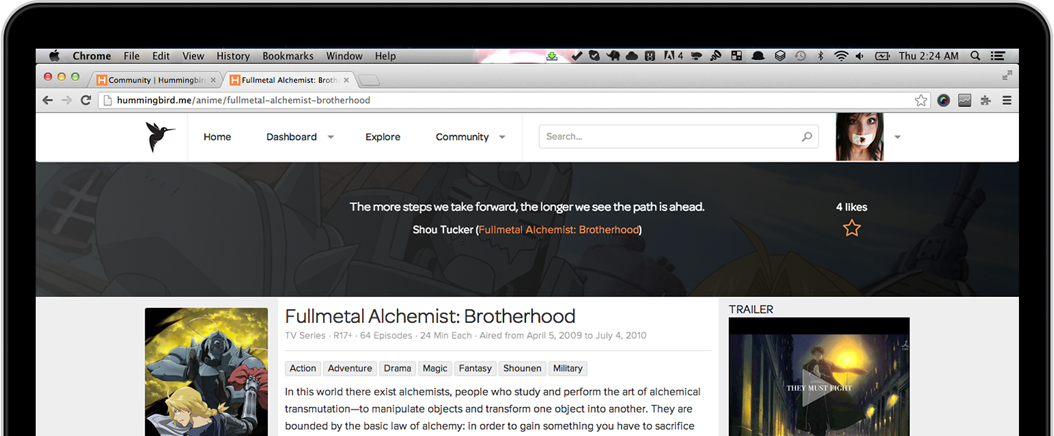 Chrome File Edit View History Bookmarks Window Help 4 Thu 2:24 AM
Community | Hummingbir
Fullmetal Alchemist: Broth
hummingbird.me/anime/fullmetal-alchemist-brotherhood
Home Dashboard Explore Community Search...
The more steps we take forward, the longer we see the path is ahead.
Shou Tucker (Fullmetal Alchemist: Brotherhood)
4 likes
Fullmetal Alchemist: Brotherhood
TV Series · R17+ · 64 Episodes · 24 Min Each · Aired from April 5, 2009 to July 4, 2010
Action Adventure Drama Magic Fantasy Shounen Military
In this world there exist alchemists, people who study and perform the art of alchemical
transmutation—to manipulate objects and transform one object into another. They are
bounded by the basic law of alchemy: in order to gain something you have to sacrifice
TRAILER
THEY MUST FIGHT